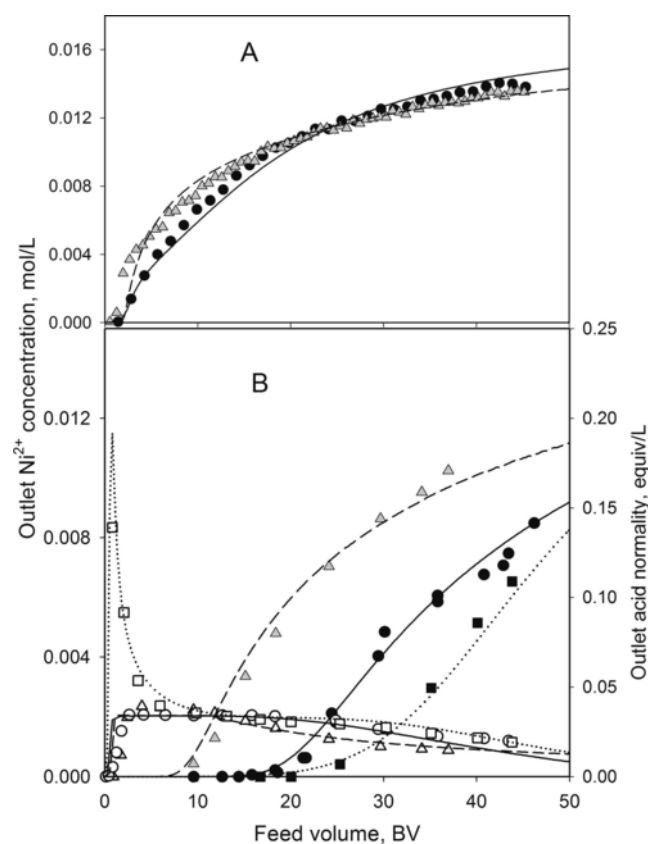 A
0.016
0.012
0.008
0.004
0.000
B
0.25
0.20
0.15
0.10
0.05
0.00
0.012
0.008
0.004
0.000
0 10 20 30 40 50
Feed volume, BV
Outlet Ni²⁺ concentration, mol/L
Outlet acid normality, equiv/L